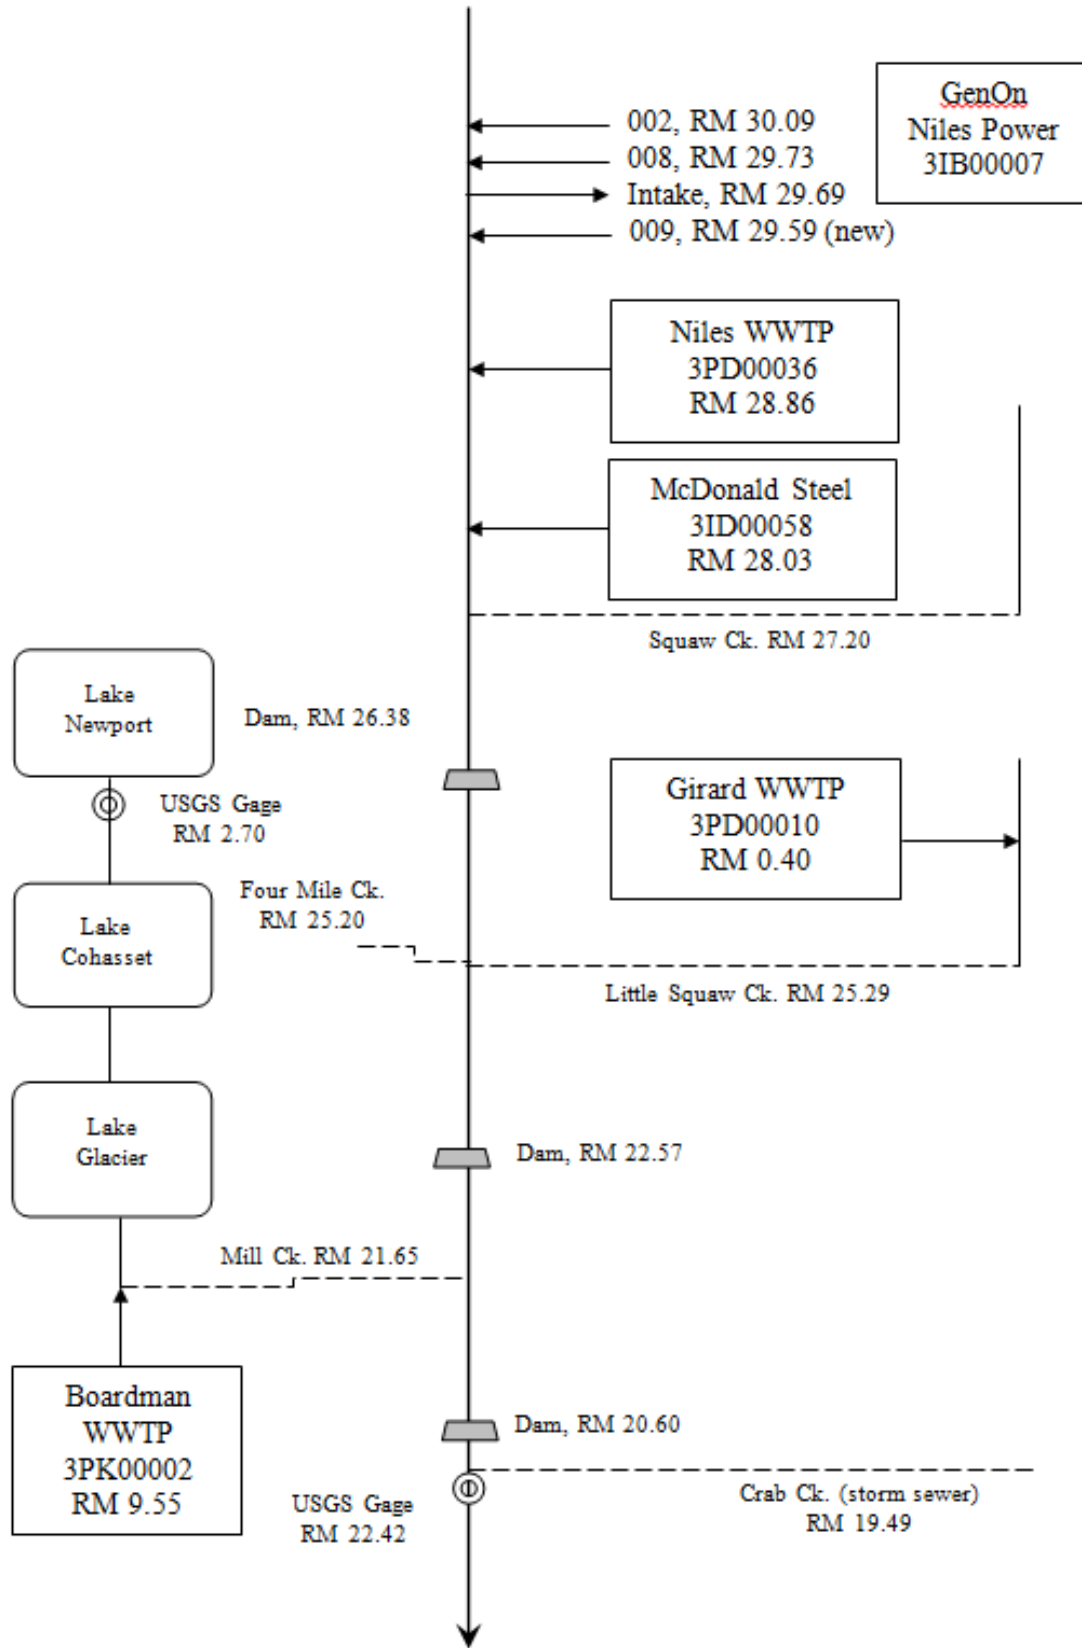 GenOn
Niles Power
3IB00007
002, RM 30.09
008, RM 29.73
Intake, RM 29.69
009, RM 29.59 (new)
Niles WWTP
3PD00036
RM 28.86
McDonald Steel
3ID00058
RM 28.03
Squaw Ck. RM 27.20
Lake
Newport
Dam, RM 26.38
USGS Gage
RM 2.70
Girard WWTP
3PD00010
RM 0.40
Four Mile Ck.
RM 25.20
Lake
Cohasset
Little Squaw Ck. RM 25.29
Lake
Glacier
Dam, RM 22.57
Mill Ck. RM 21.65
Boardman
WWTP
3PK00002
RM 9.55
Dam, RM 20.60
USGS Gage
RM 22.42
Crab Ck. (storm sewer)
RM 19.49